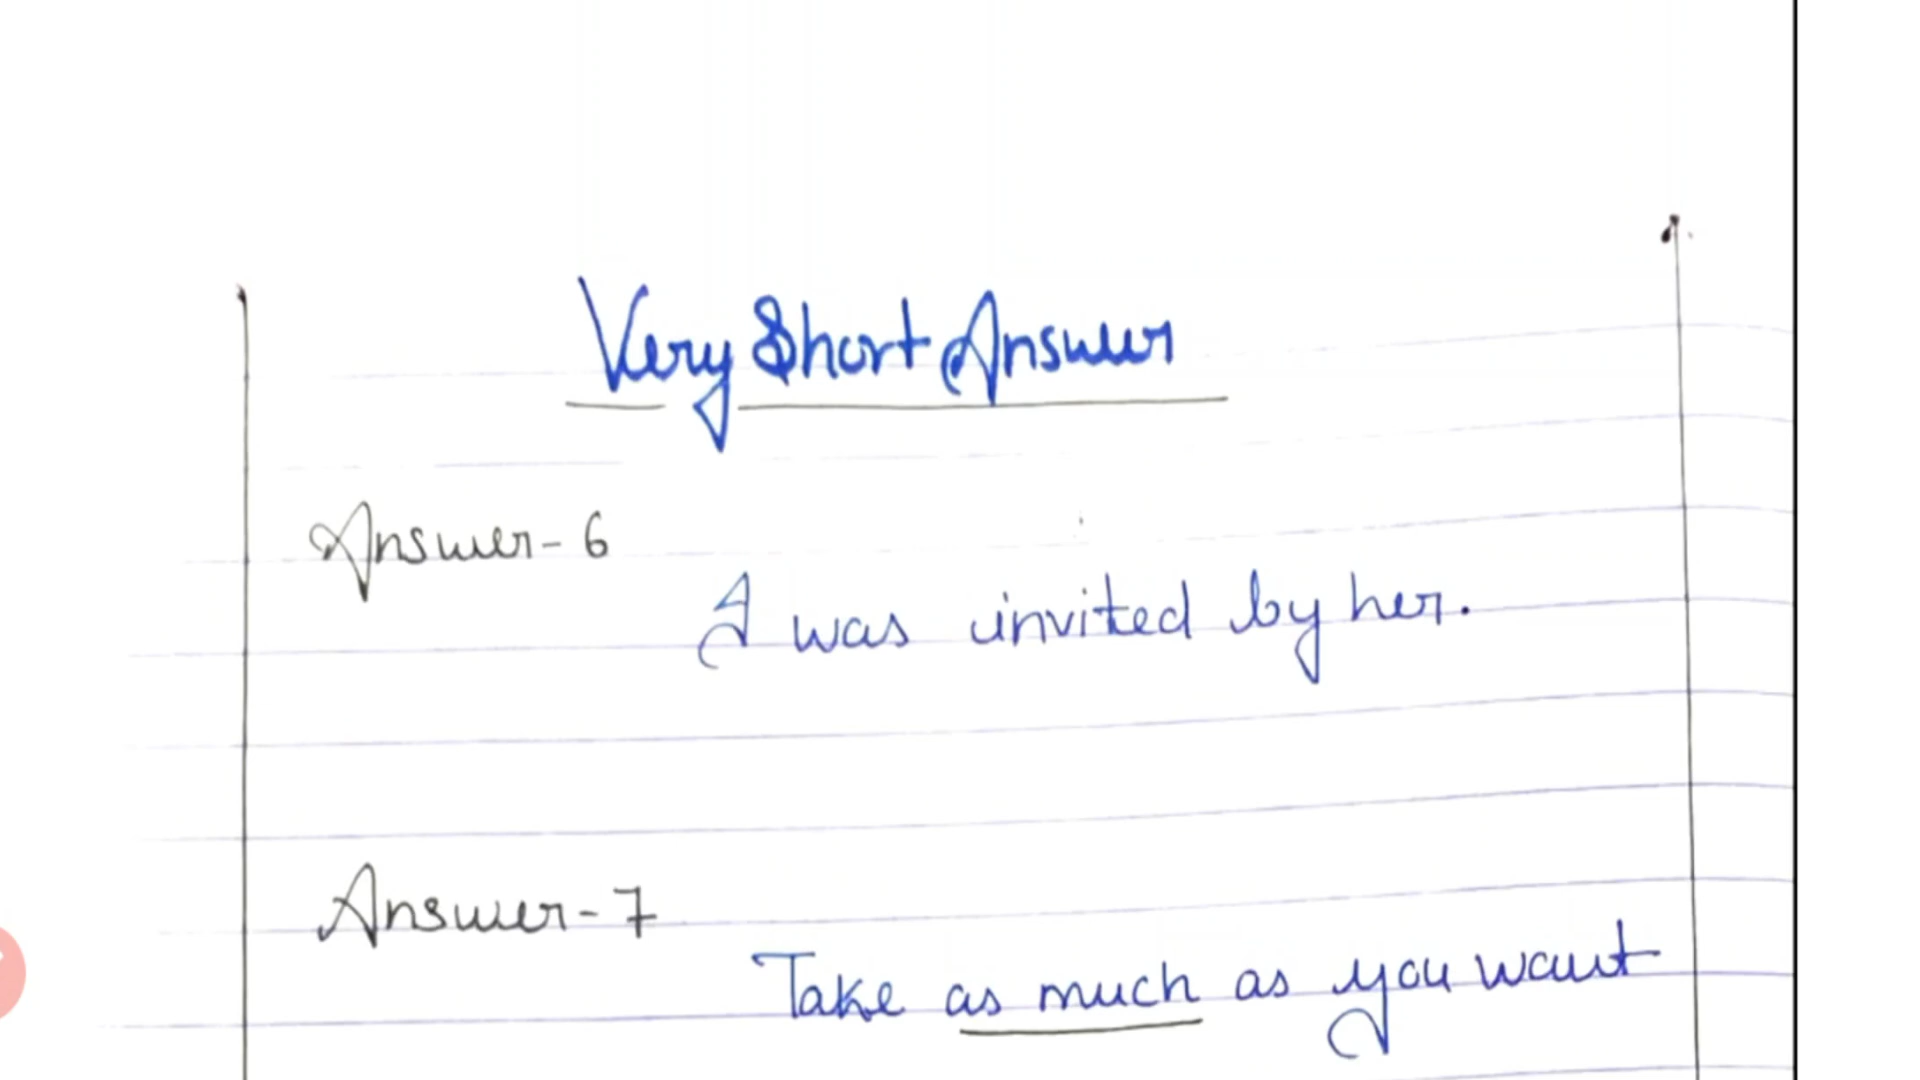 Very Short Answer
Answer-6
I was invited by her.
Answer-7
Take as much as you want